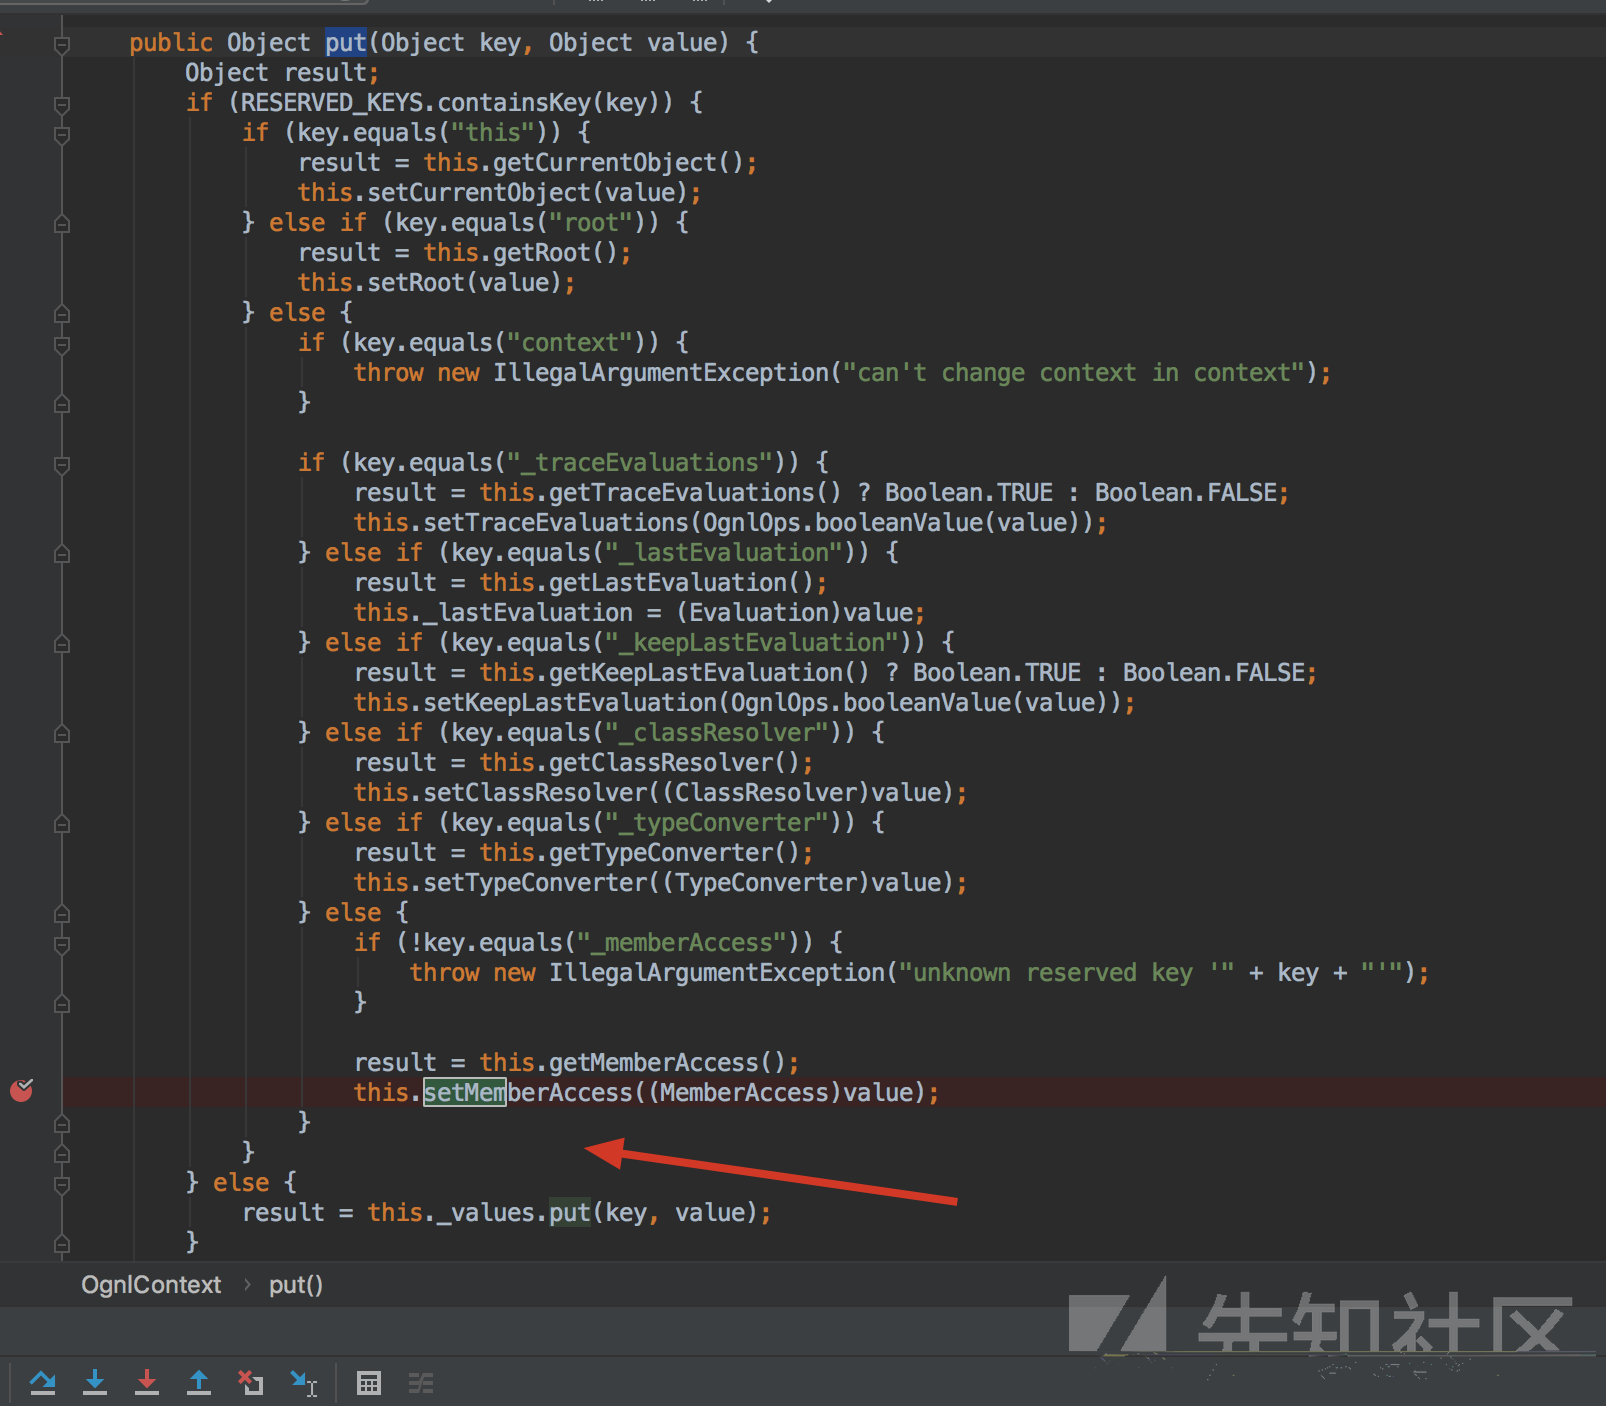 public Object put(Object key, Object value) {
Object result;
if (RESERVED_KEYS.containsKey(key)) {
if (key.equals("this")) {
result = this.getCurrentObject();
this.setCurrentObject(value);
} else if (key.equals("root")) {
result = this.getRoot();
this.setRoot(value);
} else {
if (key.equals("context")) {
throw new IllegalArgumentException("can't change context in context");
}
if (key.equals("_traceEvaluations")) {
result = this.getTraceEvaluations() ? Boolean.TRUE : Boolean.FALSE;
this.setTraceEvaluations(OgnlOps.booleanValue(value));
} else if (key.equals("_lastEvaluation")) {
result = this.getLastEvaluation();
this._lastEvaluation = (Evaluation)value;
} else if (key.equals("_keepLastEvaluation")) {
result = this.getKeepLastEvaluation() ? Boolean.TRUE : Boolean.FALSE;
this.setKeepLastEvaluation(OgnlOps.booleanValue(value));
} else if (key.equals("_classResolver")) {
result = this.getClassResolver();
this.setClassResolver((ClassResolver)value);
} else if (key.equals("_typeConverter")) {
result = this.getTypeConverter();
this.setTypeConverter((TypeConverter)value);
} else {
if (!key.equals("_memberAccess")) {
throw new IllegalArgumentException("unknown reserved key '" + key + "'");
}
result = this.getMemberAccess();
this.setMemberAccess((MemberAccess)value);
}
}
} else {
result = this._values.put(key, value);
}
OgnlContext › put()
先知社区